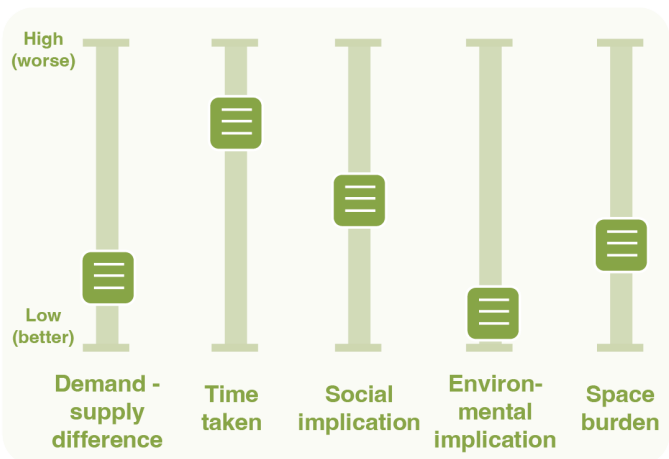 High
(worse)
Low
(better)
Demand -
supply
difference
Time
taken
Social
implication
Environ-
mental
implication
Space
burden